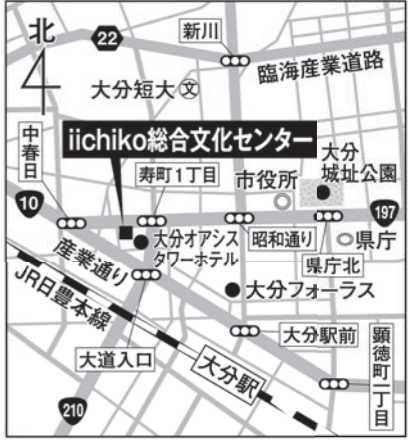 北
22
新川
臨海産業道路
大分短大 文
中春日
iichiko総合文化センター
大分
城址公園
寿町1丁目
市役所
10
197
産業通り
大分オアシス
タワーホテル
昭和通り
県庁
県庁北
JR日豊本線
大分フォーラス
大道入口
大分駅前
大分駅
顕徳町一丁目
210